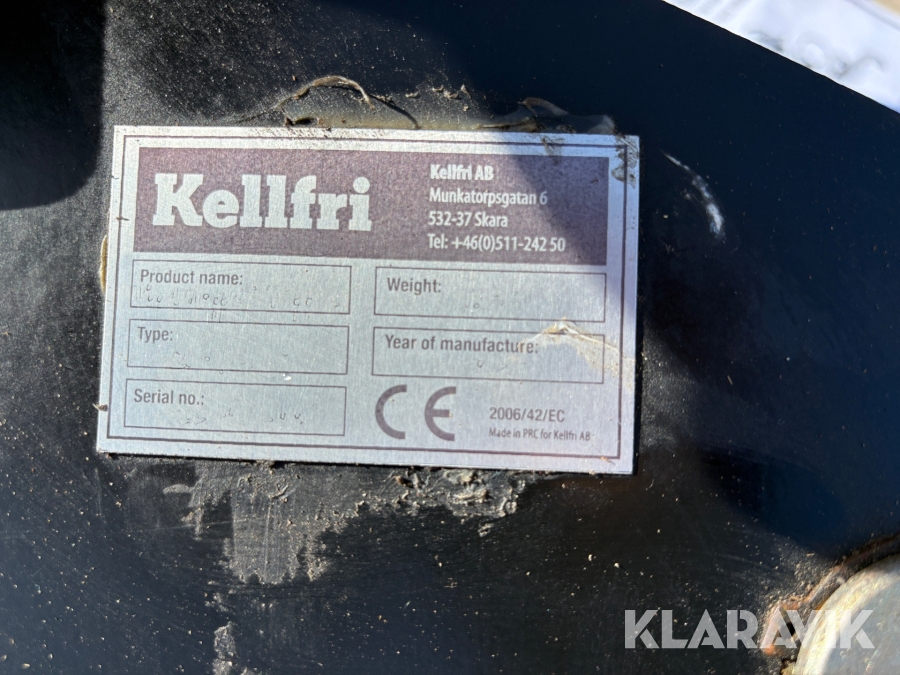 Kellfri
Kellfri AB
Munkatorpsgatan 6
532-37 Skara
Tel: +46(0)511-242 50
Product name:
Weight:
Type:
Year of manufacture:
Serial no.:
CE
2006/42/EC
Made in PRC for Kellfri AB
KLARAVIK